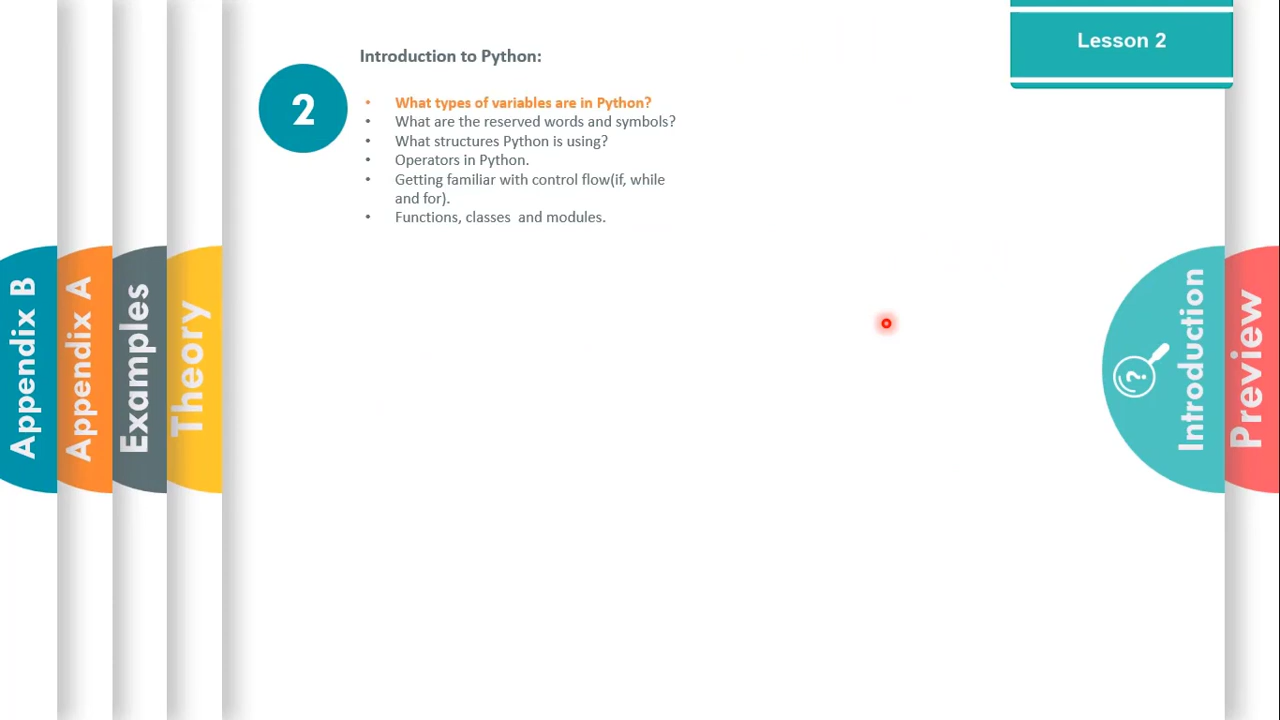 Lesson 2
Introduction to Python:
2
• What types of variables are in Python?
• What are the reserved words and symbols?
• What structures Python is using?
• Operators in Python.
• Getting familiar with control flow(if, while
and for).
• Functions, classes  and modules.
Appendix B
Appendix A
Examples
Theory
?
Introduction
Preview